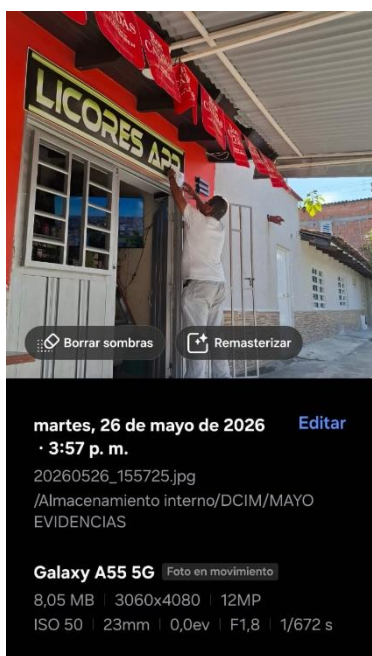 LICORES APP
Borrar sombras
Remasterizar
martes, 26 de mayo de 2026
Editar
· 3:57 p. m.
20260526_155725.jpg
/Almacenamiento interno/DCIM/MAYO
EVIDENCIAS
Galaxy A55 5G
Foto en movimiento
8,05 MB
3060x4080
12MP
ISO 50
23mm
0,0ev
F1,8
1/672 s